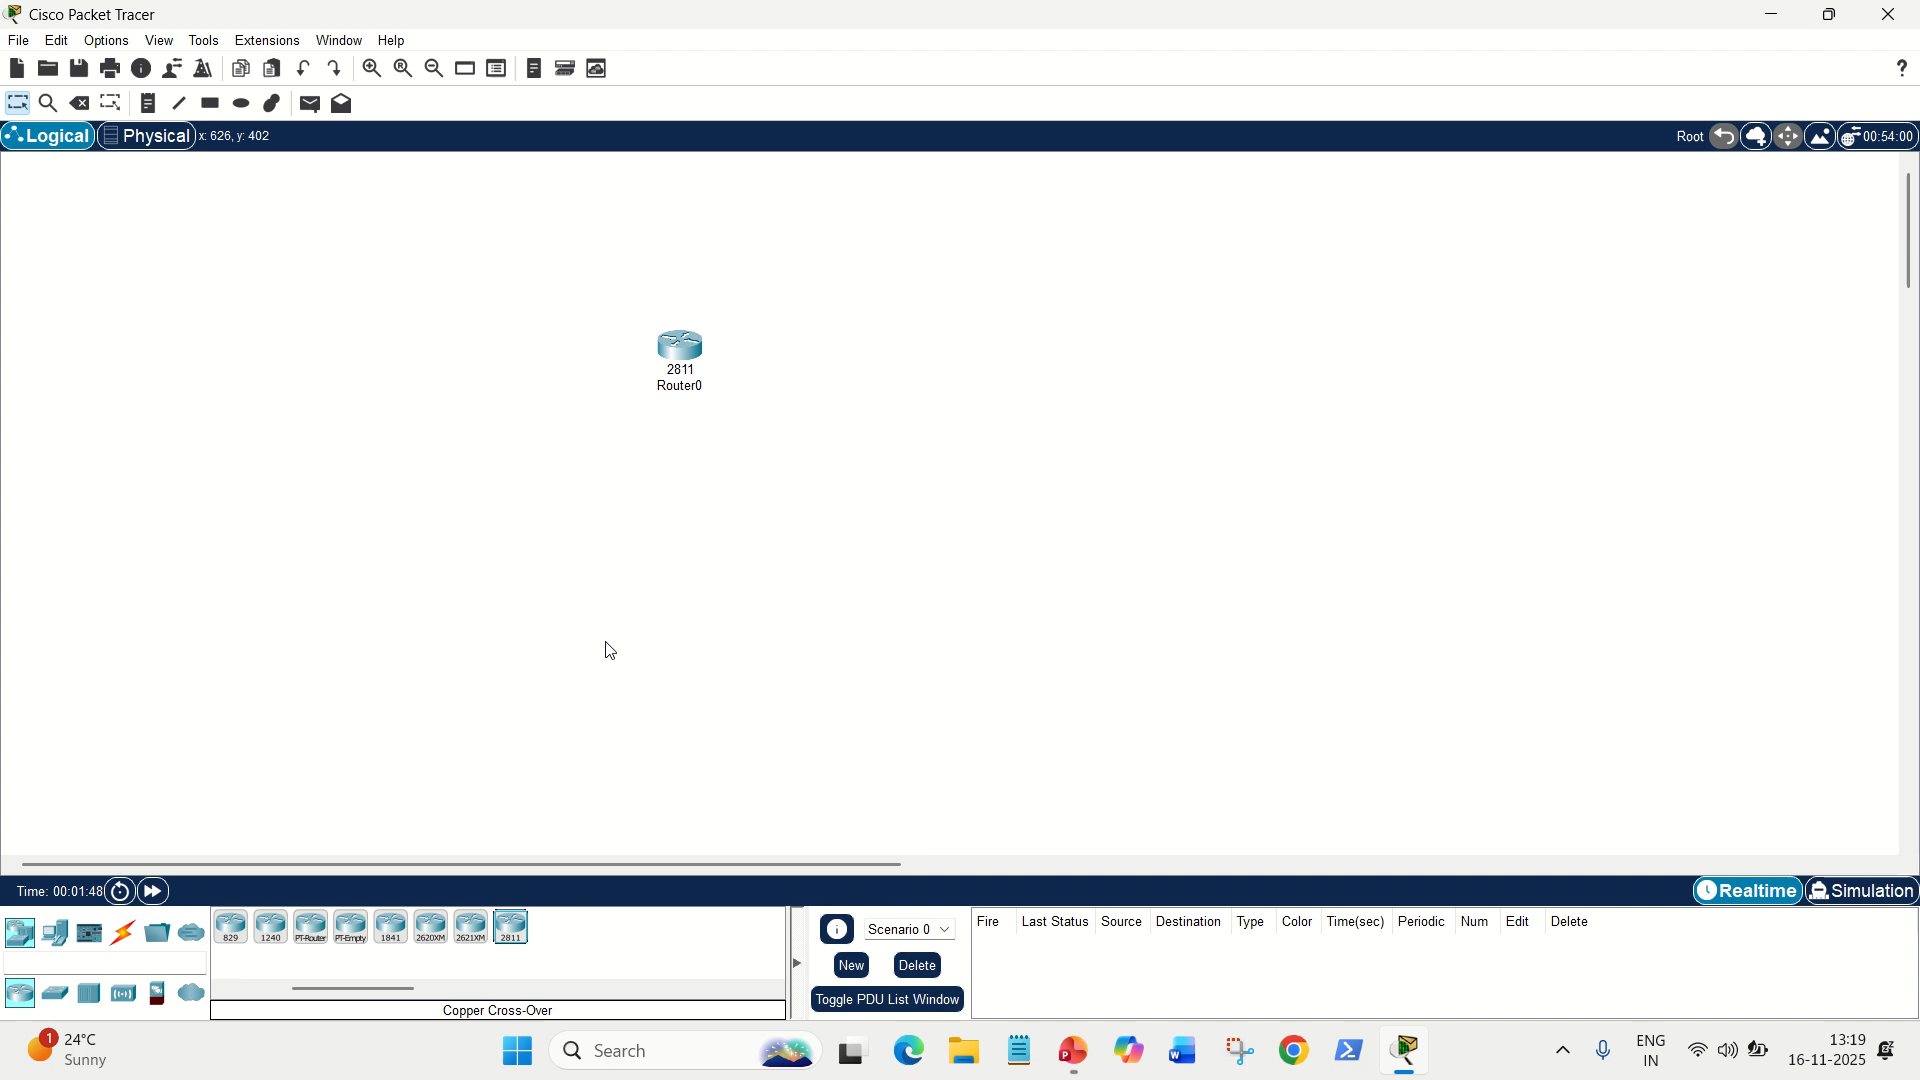 Cisco Packet Tracer
File Edit Options View Tools Extensions Window Help
?
Logical Physical x: 626, y: 402 Root 00:54:00
2811
Router0
Time: 00:01:48 Realtime Simulation
829 1240 PT-Router PT-Empty 1841 2620XM 2621XM 2811
Scenario 0 Fire Last Status Source Destination Type Color Time(sec) Periodic Num Edit Delete
New Delete
Toggle PDU List Window
Copper Cross-Over
1 24°C
Sunny
Search
ENG
IN
13:19
16-11-2025